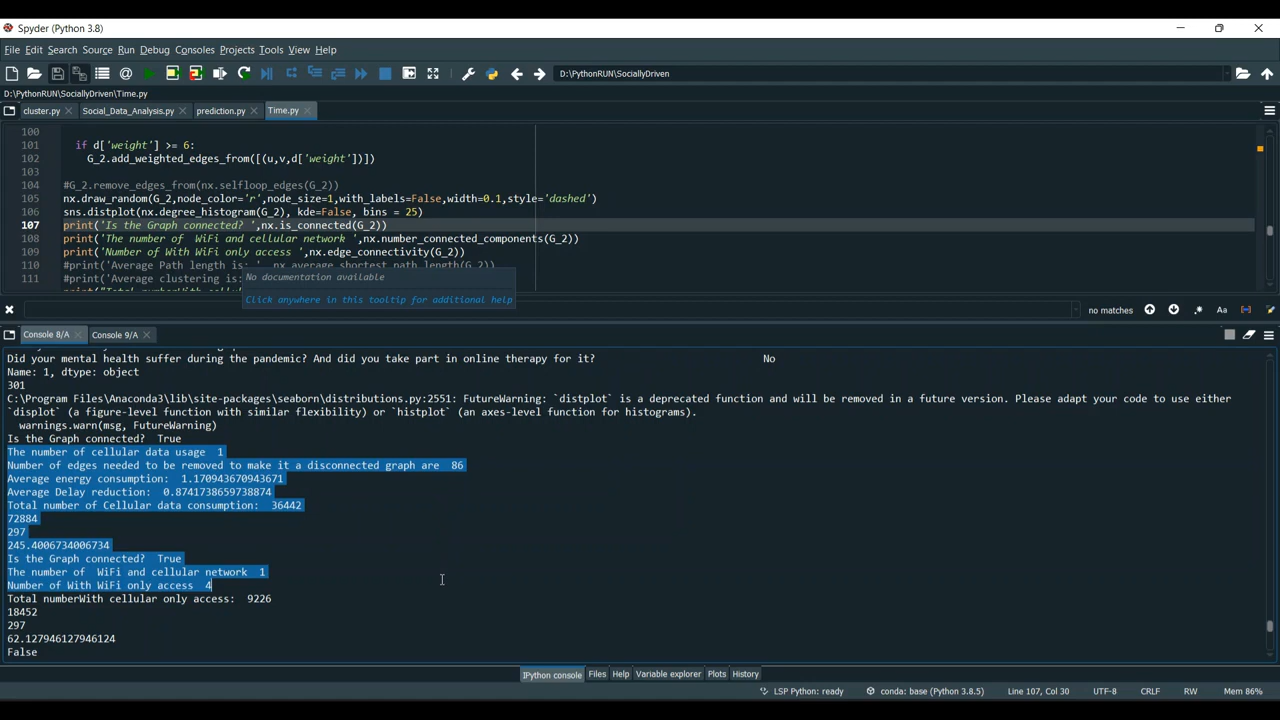 Spyder (Python 3.8)
File Edit Search Source Run Debug Consoles Projects Tools View Help
D:\PythonRUN\SociallyDriven
D:\PythonRUN\SociallyDriven\Time.py
cluster.py Social_Data_Analysis.py prediction.py Time.py
100
101 if d['weight'] >= 6:
102 G_2.add_weighted_edges_from([(u,v,d['weight'])])
103
104 #G_2.remove_edges_from(nx.selfloop_edges(G_2))
105 nx.draw_random(G_2,node_color='r',node_size=1,with_labels=False,width=0.1,style='dashed')
106 sns.distplot(nx.degree_histogram(G_2), kde=False, bins = 25)
107 print('Is the Graph connected? ',nx.is_connected(G_2))
108 print('The number of  WiFi and cellular network ',nx.number_connected_components(G_2))
109 print('Number of With WiFi only access ',nx.edge_connectivity(G_2))
110 #print('Average Path length is: ', nx.average_shortest_path_length(G_2))
111 #print('Average clustering is:
No documentation available
Click anywhere in this tooltip for additional help
no matches .* Aa
Console 8/A Console 9/A
Did your mental health suffer during the pandemic? And did you take part in online therapy for it? No
Name: 1, dtype: object
301
C:\Program Files\Anaconda3\lib\site-packages\seaborn\distributions.py:2551: FutureWarning: `distplot` is a deprecated function and will be removed in a future version. Please adapt your code to use either
`displot` (a figure-level function with similar flexibility) or `histplot` (an axes-level function for histograms).
warnings.warn(msg, FutureWarning)
Is the Graph connected?  True
The number of cellular data usage  1
Number of edges needed to be removed to make it a disconnected graph are  86
Average energy consumption:  1.170943670943671
Average Delay reduction:  0.8741738659738874
Total number of Cellular data consumption:  36442
72884
297
245.4006734006734
Is the Graph connected?  True
The number of  WiFi and cellular network  1
Number of With WiFi only access  4
Total numberWith cellular only access:  9226
18452
297
62.127946127946124
False
IPython console Files Help Variable explorer Plots History
LSP Python: ready conda: base (Python 3.8.5) Line 107, Col 30 UTF-8 CRLF RW Mem 86%